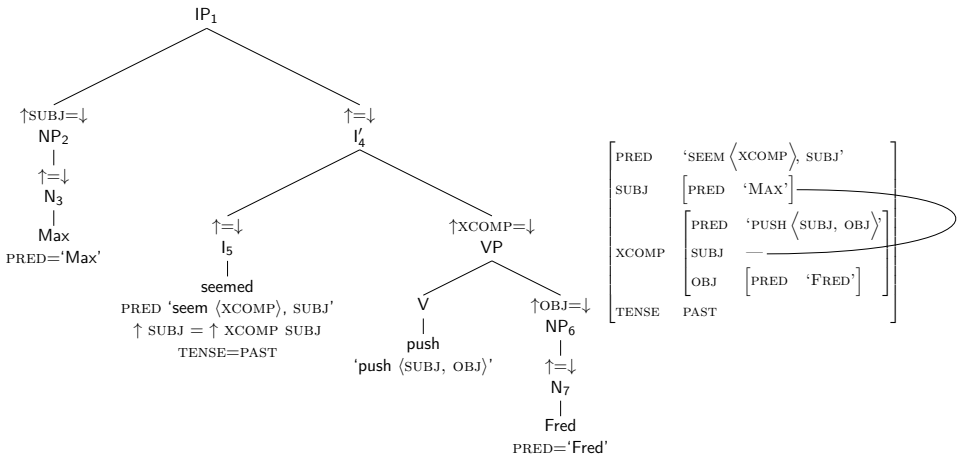 IP₁
↑SUBJ=↓ ↑=↓
NP₂ I′₄
↑=↓
N₃
Max
PRED=‘Max’
↑=↓ ↑XCOMP=↓
I₅ VP
seemed
PRED ‘seem ⟨XCOMP⟩, SUBJ’
↑ SUBJ = ↑ XCOMP SUBJ
TENSE=PAST
V ↑OBJ=↓
NP₆
push
‘push ⟨SUBJ, OBJ⟩’
↑=↓
N₇
Fred
PRED=‘Fred’
PRED ‘SEEM ⟨XCOMP⟩, SUBJ’
SUBJ [PRED ‘MAX’]
PRED ‘PUSH ⟨SUBJ, OBJ⟩’
XCOMP SUBJ —
OBJ [PRED ‘FRED’]
TENSE PAST